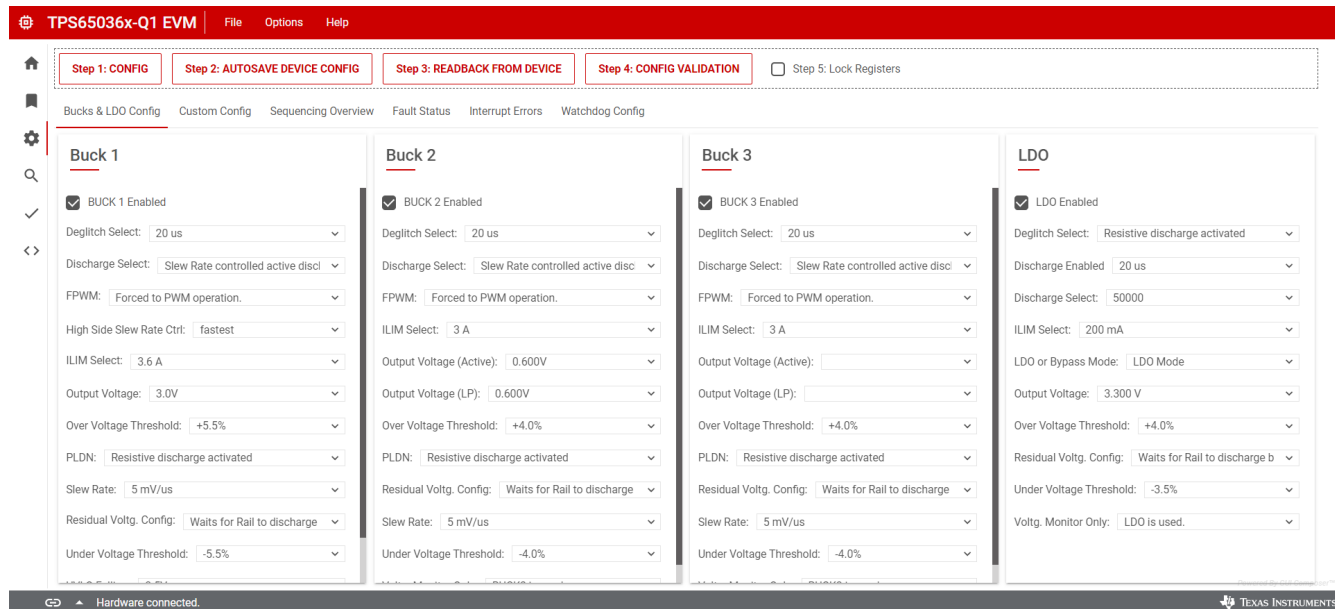 TPS65036x-Q1 EVM File Options Help
Step 1: CONFIG Step 2: AUTOSAVE DEVICE CONFIG Step 3: READBACK FROM DEVICE Step 4: CONFIG VALIDATION Step 5: Lock Registers
Bucks & LDO Config Custom Config Sequencing Overview Fault Status Interrupt Errors Watchdog Config
Buck 1
BUCK 1 Enabled
Deglitch Select: 20 us
Discharge Select: Slew Rate controlled active discl
FPWM: Forced to PWM operation.
High Side Slew Rate Ctrl: fastest
ILIM Select: 3.6 A
Output Voltage: 3.0V
Over Voltage Threshold: +5.5%
PLDN: Resistive discharge activated
Slew Rate: 5 mV/us
Residual Voltg. Config: Waits for Rail to discharge
Under Voltage Threshold: -5.5%
Buck 2
BUCK 2 Enabled
Deglitch Select: 20 us
Discharge Select: Slew Rate controlled active disc
FPWM: Forced to PWM operation.
ILIM Select: 3 A
Output Voltage (Active): 0.600V
Output Voltage (LP): 0.600V
Over Voltage Threshold: +4.0%
PLDN: Resistive discharge activated
Residual Voltg. Config: Waits for Rail to discharge
Slew Rate: 5 mV/us
Under Voltage Threshold: -4.0%
Buck 3
BUCK 3 Enabled
Deglitch Select: 20 us
Discharge Select: Slew Rate controlled active discl
FPWM: Forced to PWM operation.
ILIM Select: 3 A
Output Voltage (Active):
Output Voltage (LP):
Over Voltage Threshold: +4.0%
PLDN: Resistive discharge activated
Residual Voltg. Config: Waits for Rail to discharge
Slew Rate: 5 mV/us
Under Voltage Threshold: -4.0%
LDO
LDO Enabled
Deglitch Select: Resistive discharge activated
Discharge Enabled 20 us
Discharge Select: 50000
ILIM Select: 200 mA
LDO or Bypass Mode: LDO Mode
Output Voltage: 3.300 V
Over Voltage Threshold: +4.0%
Residual Voltg. Config: Waits for Rail to discharge b
Under Voltage Threshold: -3.5%
Voltg. Monitor Only: LDO is used.
Hardware connected.
TEXAS INSTRUMENTS